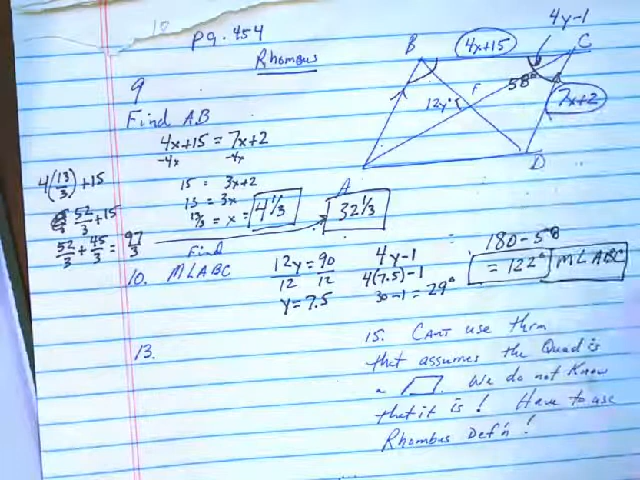 Pg. 454
Rhombus
9
Find AB
4x+15 = 7x+2
-4x -4x
15 = 3x+2
13 = 3x
13/3 = x = 4 1/3
32 1/3
4(13/3)+15
52/3 + 15
52/3 + 45/3 = 97/3
B
4x+15
4y-1
C
58°
12y°
F
7x+2
A
D
Find
10. M∠ABC
12y = 90
12 12
y = 7.5
4y-1
4(7.5)-1
30-1 = 29°
180-58
= 122° M∠ABC
13.
15. Cant use thrm
that assumes the Quad is
a ▱. We do not Know
that it is! Have to use
Rhombus Def'n!